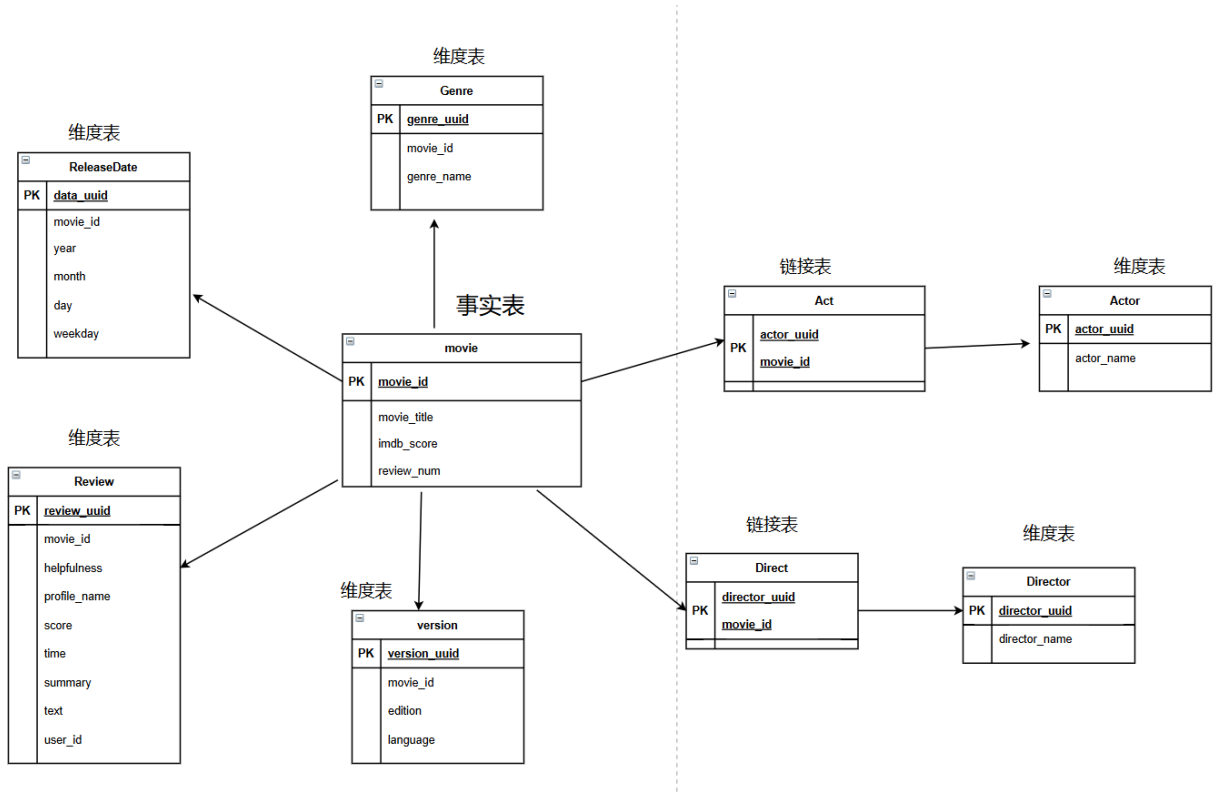 维度表
Genre
PK genre_uuid
movie_id
genre_name
维度表
ReleaseDate
PK data_uuid
movie_id
year
month
day
weekday
事实表
movie
PK movie_id
movie_title
imdb_score
review_num
链接表
Act
PK
actor_uuid
movie_id
维度表
Actor
PK actor_uuid
actor_name
维度表
Review
PK review_uuid
movie_id
helpfulness
profile_name
score
time
summary
text
user_id
维度表
version
PK version_uuid
movie_id
edition
language
链接表
Direct
PK
director_uuid
movie_id
维度表
Director
PK director_uuid
director_name